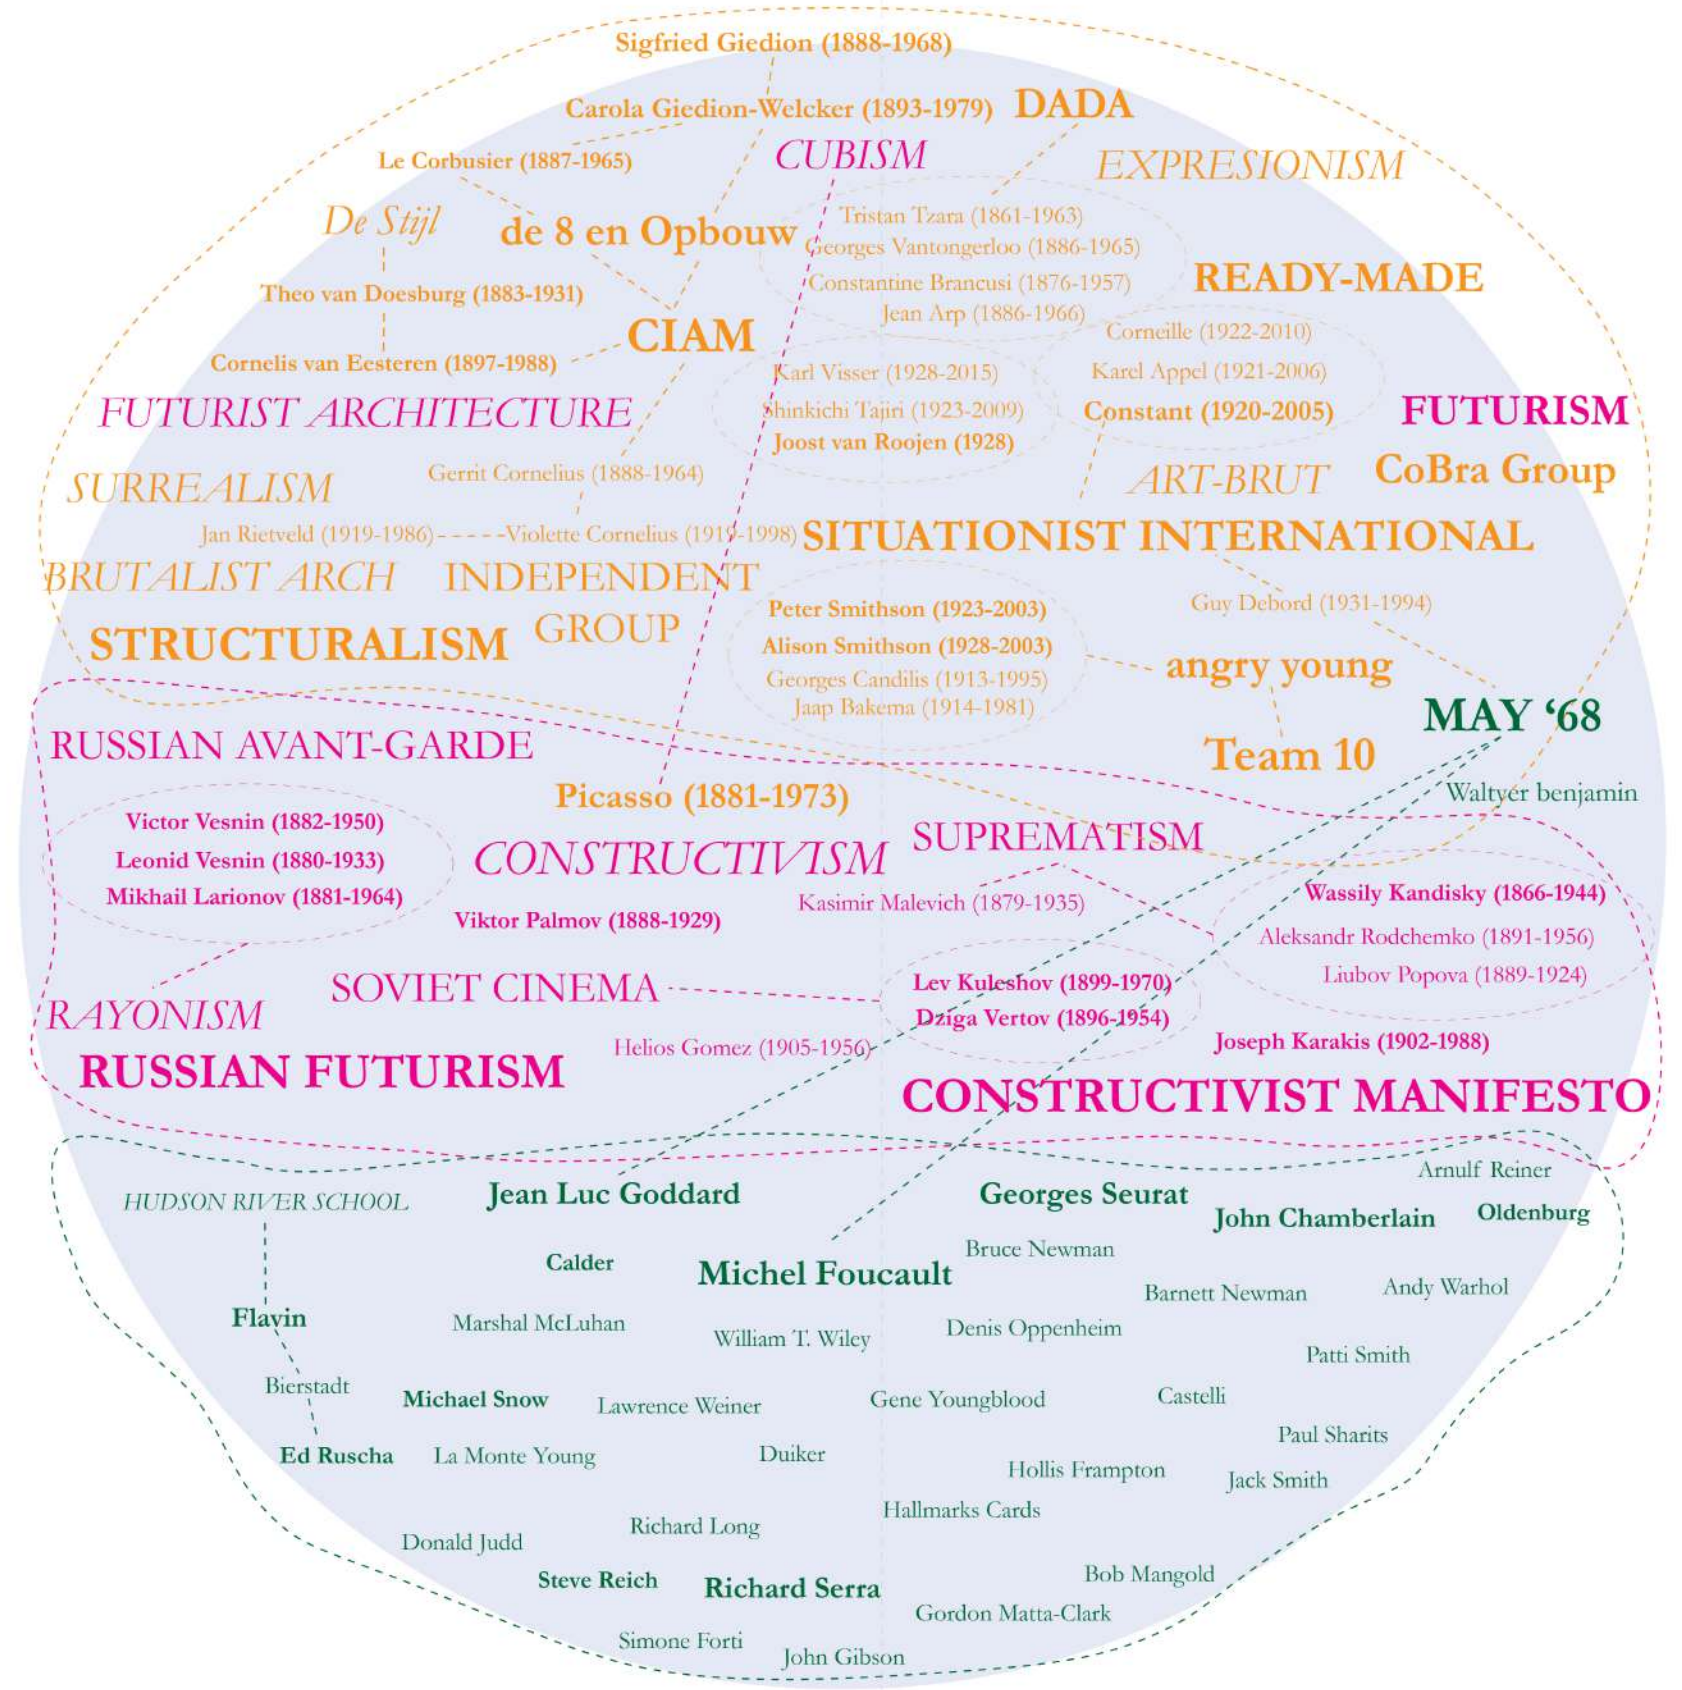 Sigfried Giedion (1888-1968)
Carola Giedion-Welcker (1893-1979)
DADA
Le Corbusier (1887-1965)
CUBISM
EXPRESIONISM
De Stijl
de 8 en Opbouw
Tristan Tzara (1861-1963)
Georges Vantongerloo (1886-1965)
Constantine Brancusi (1876-1957)
Jean Arp (1886-1966)
READY-MADE
Theo van Doesburg (1883-1931)
CIAM
Corneille (1922-2010)
Karel Appel (1921-2006)
Constant (1920-2005)
Cornelis van Eesteren (1897-1988)
Karl Visser (1928-2015)
Shinkichi Tajiri (1923-2009)
Joost van Roojen (1928)
FUTURIST ARCHITECTURE
FUTURISM
SURREALISM
Gerrit Cornelius (1888-1964)
ART-BRUT
CoBra Group
Jan Rietveld (1919-1986)
Violette Cornelius (1919-1998)
SITUATIONIST INTERNATIONAL
BRUTALIST ARCH
INDEPENDENT
GROUP
STRUCTURALISM
Peter Smithson (1923-2003)
Alison Smithson (1928-2003)
Georges Candilis (1913-1995)
Jaap Bakema (1914-1981)
Guy Debord (1931-1994)
angry young
MAY ‘68
RUSSIAN AVANT-GARDE
Team 10
Picasso (1881-1973)
Waltyer benjamin
Victor Vesnin (1882-1950)
Leonid Vesnin (1880-1933)
Mikhail Larionov (1881-1964)
CONSTRUCTIVISM
SUPREMATISM
Kasimir Malevich (1879-1935)
Wassily Kandisky (1866-1944)
Aleksandr Rodchemko (1891-1956)
Liubov Popova (1889-1924)
Viktor Palmov (1888-1929)
SOVIET CINEMA
Lev Kuleshov (1899-1970)
Dziga Vertov (1896-1954)
RAYONISM
Helios Gomez (1905-1956)
Joseph Karakis (1902-1988)
RUSSIAN FUTURISM
CONSTRUCTIVIST MANIFESTO
Arnulf Reiner
HUDSON RIVER SCHOOL
Jean Luc Goddard
Georges Seurat
John Chamberlain
Oldenburg
Calder
Michel Foucault
Bruce Newman
Barnett Newman
Andy Warhol
Flavin
Marshal McLuhan
William T. Wiley
Denis Oppenheim
Patti Smith
Bierstadt
Michael Snow
Lawrence Weiner
Gene Youngblood
Castelli
Paul Sharits
Ed Ruscha
La Monte Young
Duiker
Hollis Frampton
Jack Smith
Hallmarks Cards
Donald Judd
Richard Long
Steve Reich
Richard Serra
Bob Mangold
Gordon Matta-Clark
Simone Forti
John Gibson